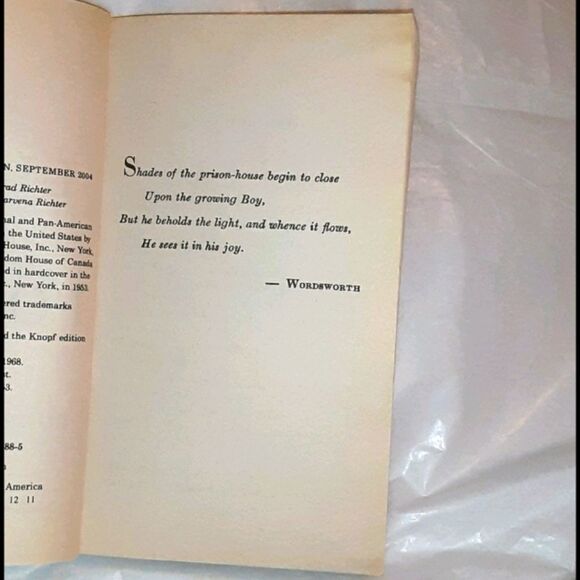 N, SEPTEMBER 2004
rad Richter
arvena Richter
nal and Pan-American
the United States by
House, Inc., New York,
dom House of Canada
d in hardcover in the
., New York, in 1953.
ered trademarks
nc.
d the Knopf edition
1968.
t.
3.
88-5
America
12 11
Shades of the prison-house begin to close
Upon the growing Boy,
But he beholds the light, and whence it flows,
He sees it in his joy.
— WORDSWORTH